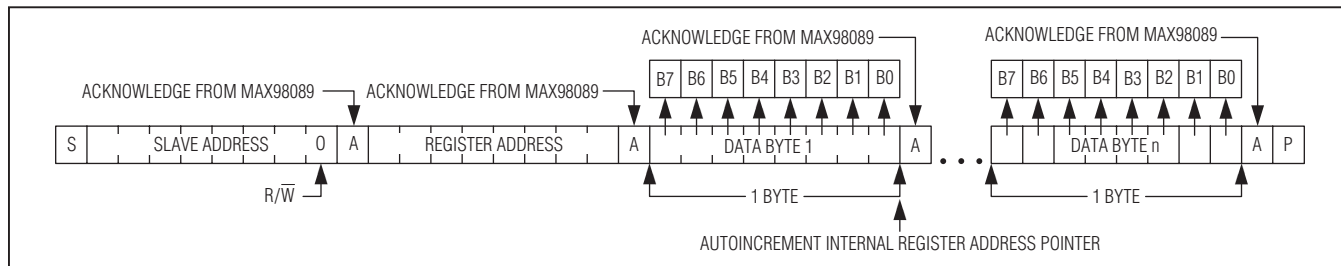 ACKNOWLEDGE FROM MAX98089 ACKNOWLEDGE FROM MAX98089
B7 B6 B5 B4 B3 B2 B1 B0 B7 B6 B5 B4 B3 B2 B1 B0
ACKNOWLEDGE FROM MAX98089 ACKNOWLEDGE FROM MAX98089
S SLAVE ADDRESS 0 A REGISTER ADDRESS A DATA BYTE 1 A ... DATA BYTE n A P
R/W̅ 1 BYTE 1 BYTE
AUTOINCREMENT INTERNAL REGISTER ADDRESS POINTER